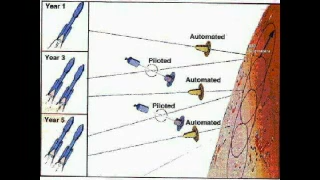 Year 1
Automated
Piloted
Year 3
Automated
Piloted
Year 5
Automated